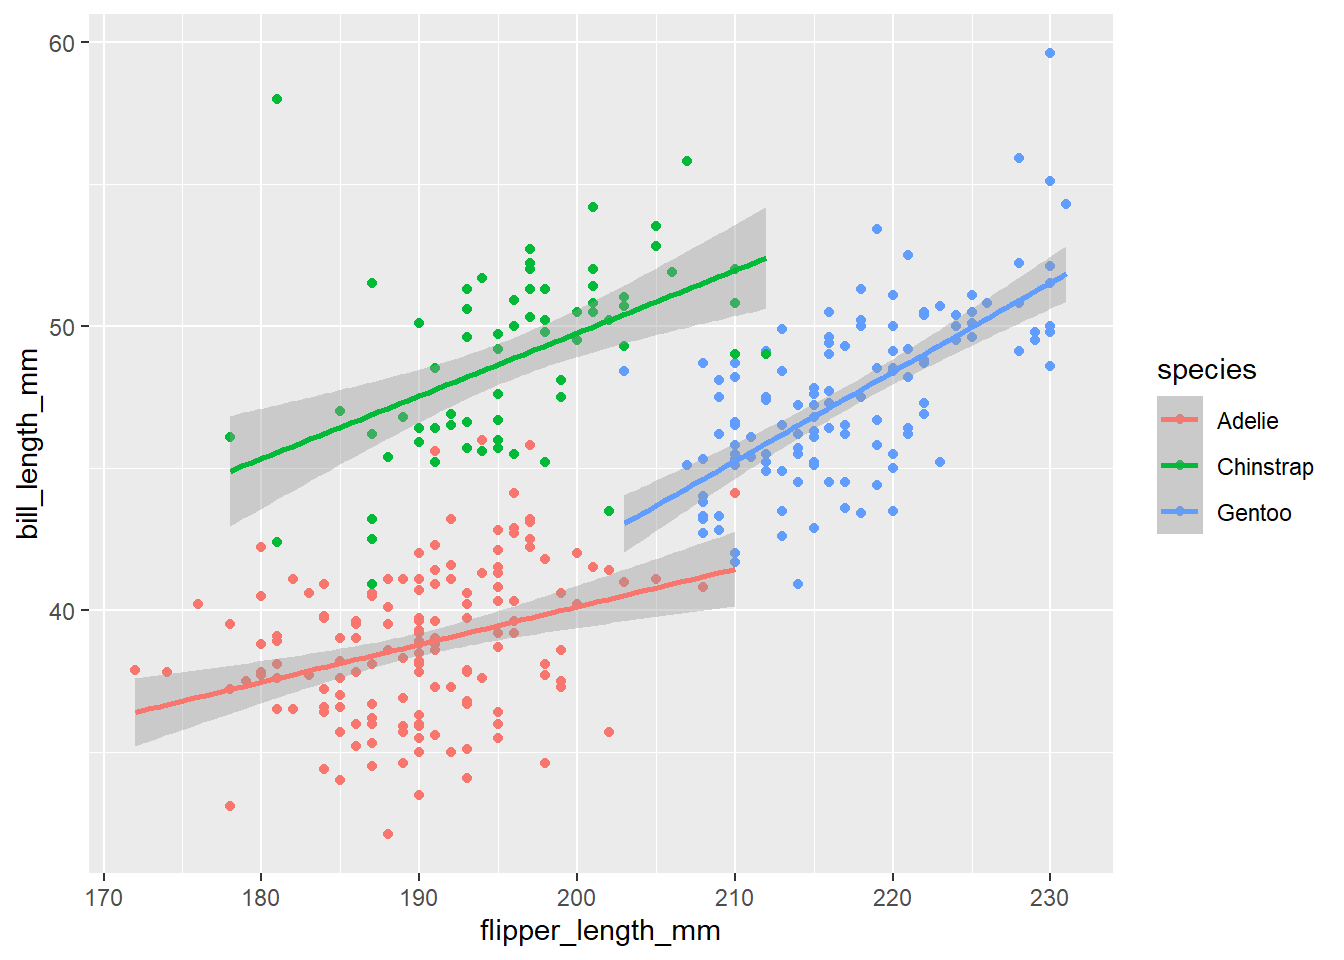 60
50
40
bill_length_mm
170 180 190 200 210 220 230
flipper_length_mm
species
Adelie
Chinstrap
Gentoo